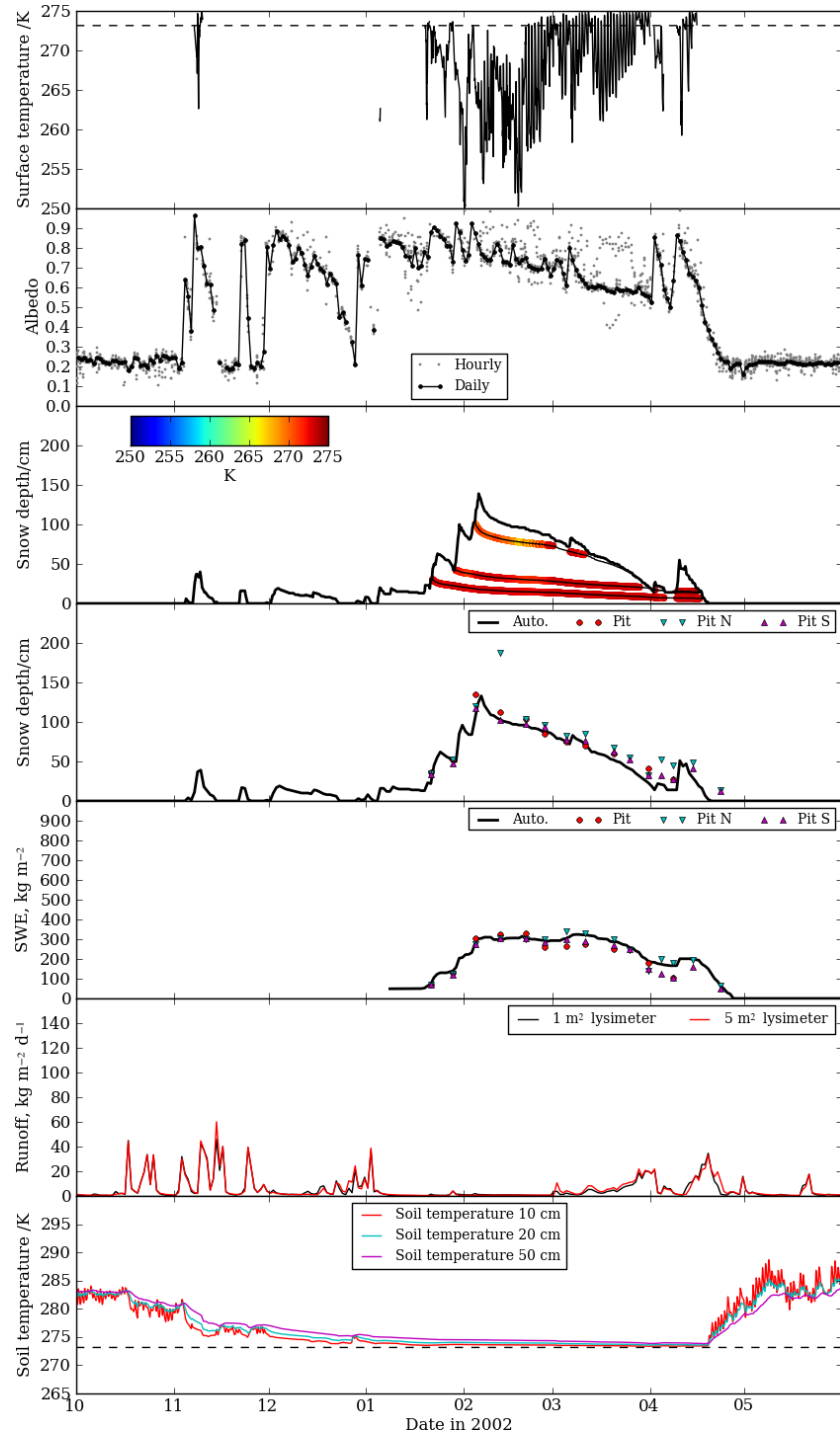 275
270
265
260
255
250
Surface temperature /K
0.9
0.8
0.7
0.6
0.5
0.4
0.3
0.2
0.1
0.0
Albedo
Hourly
Daily
200
150
100
50
0
Snow depth/cm
250 255 260 265 270 275
K
Auto. Pit Pit N Pit S
200
150
100
50
0
Snow depth/cm
Auto. Pit Pit N Pit S
900
800
700
600
500
400
300
200
100
0
SWE, kg m⁻²
1 m² lysimeter 5 m² lysimeter
140
120
100
80
60
40
20
0
Runoff, kg m⁻² d⁻¹
Soil temperature 10 cm
Soil temperature 20 cm
Soil temperature 50 cm
295
290
285
280
275
270
265
Soil temperature /K
10 11 12 01 02 03 04 05
Date in 2002